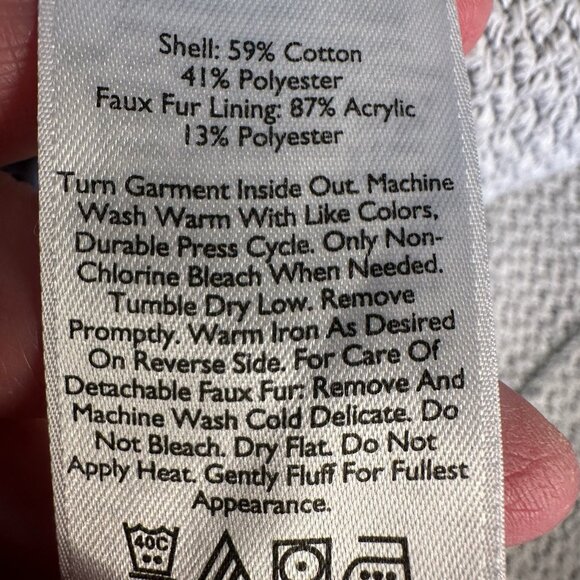 Shell: 59% Cotton
41% Polyester
Faux Fur Lining: 87% Acrylic
13% Polyester
Turn Garment Inside Out. Machine
Wash Warm With Like Colors,
Durable Press Cycle. Only Non-
Chlorine Bleach When Needed.
Tumble Dry Low. Remove
Promptly. Warm Iron As Desired
On Reverse Side. For Care Of
Detachable Faux Fur: Remove And
Machine Wash Cold Delicate. Do
Not Bleach. Dry Flat. Do Not
Apply Heat. Gently Fluff For Fullest
Appearance.
40C